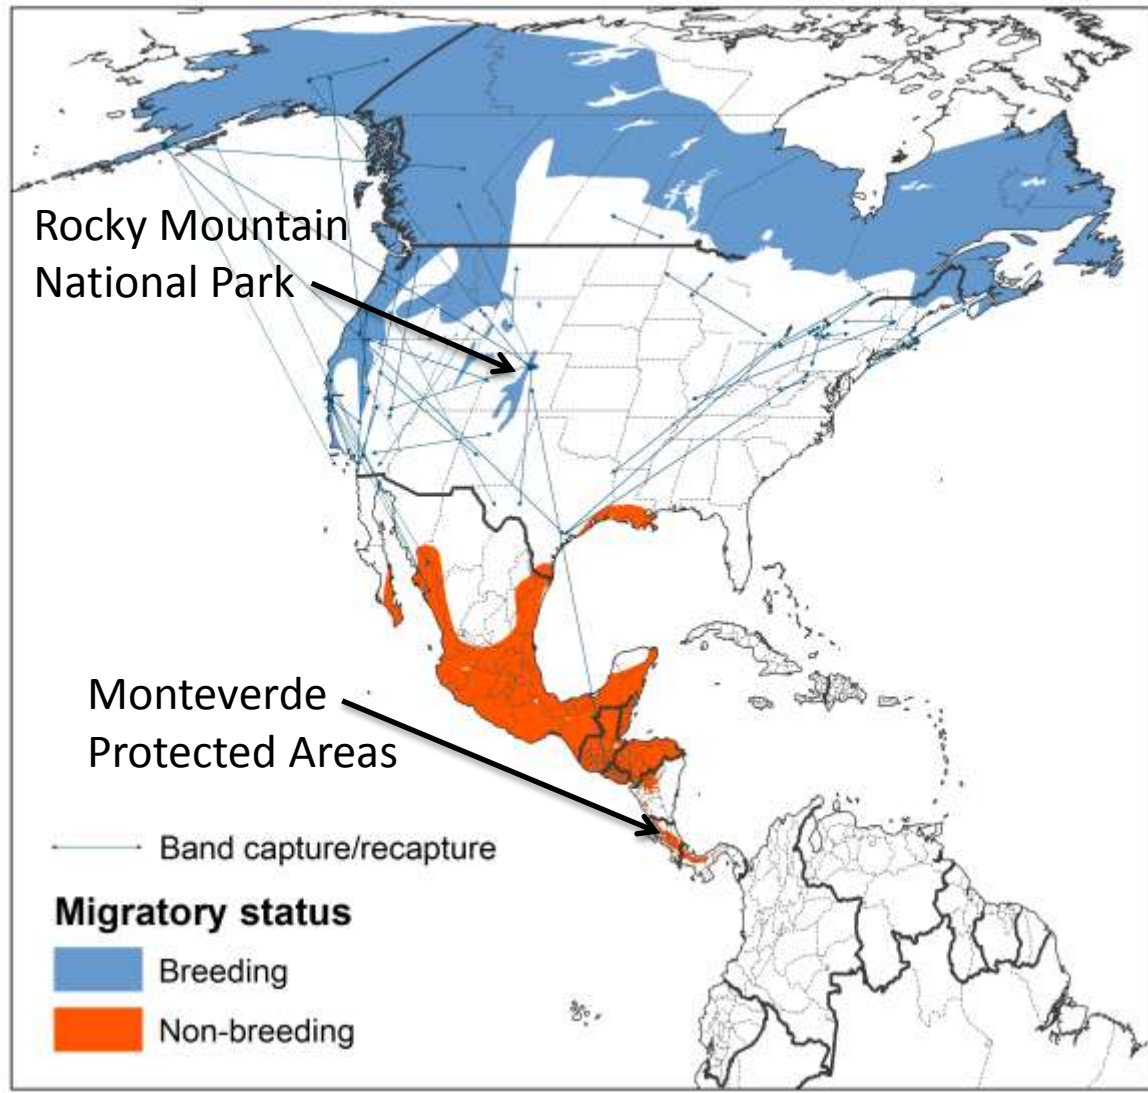 Rocky Mountain
National Park
Monteverde
Protected Areas
Band capture/recapture
Migratory status
Breeding
Non-breeding